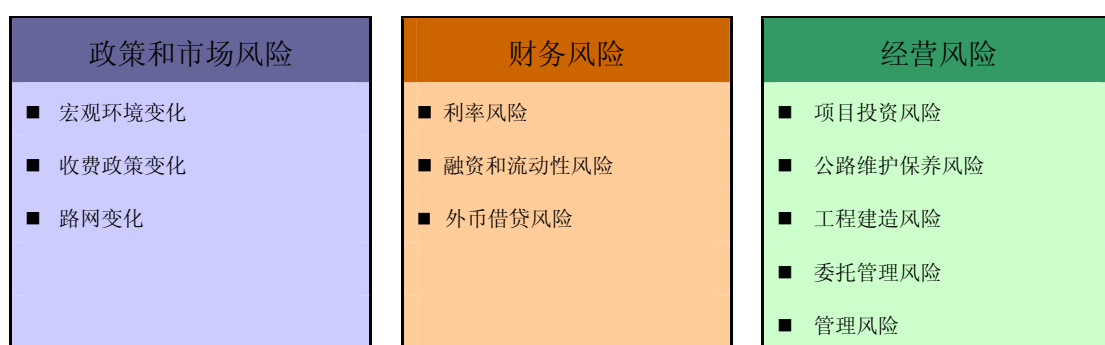 政策和市场风险
■ 宏观环境变化
■ 收费政策变化
■ 路网变化
财务风险
■ 利率风险
■ 融资和流动性风险
■ 外币借贷风险
经营风险
■ 项目投资风险
■ 公路维护保养风险
■ 工程建造风险
■ 委托管理风险
■ 管理风险